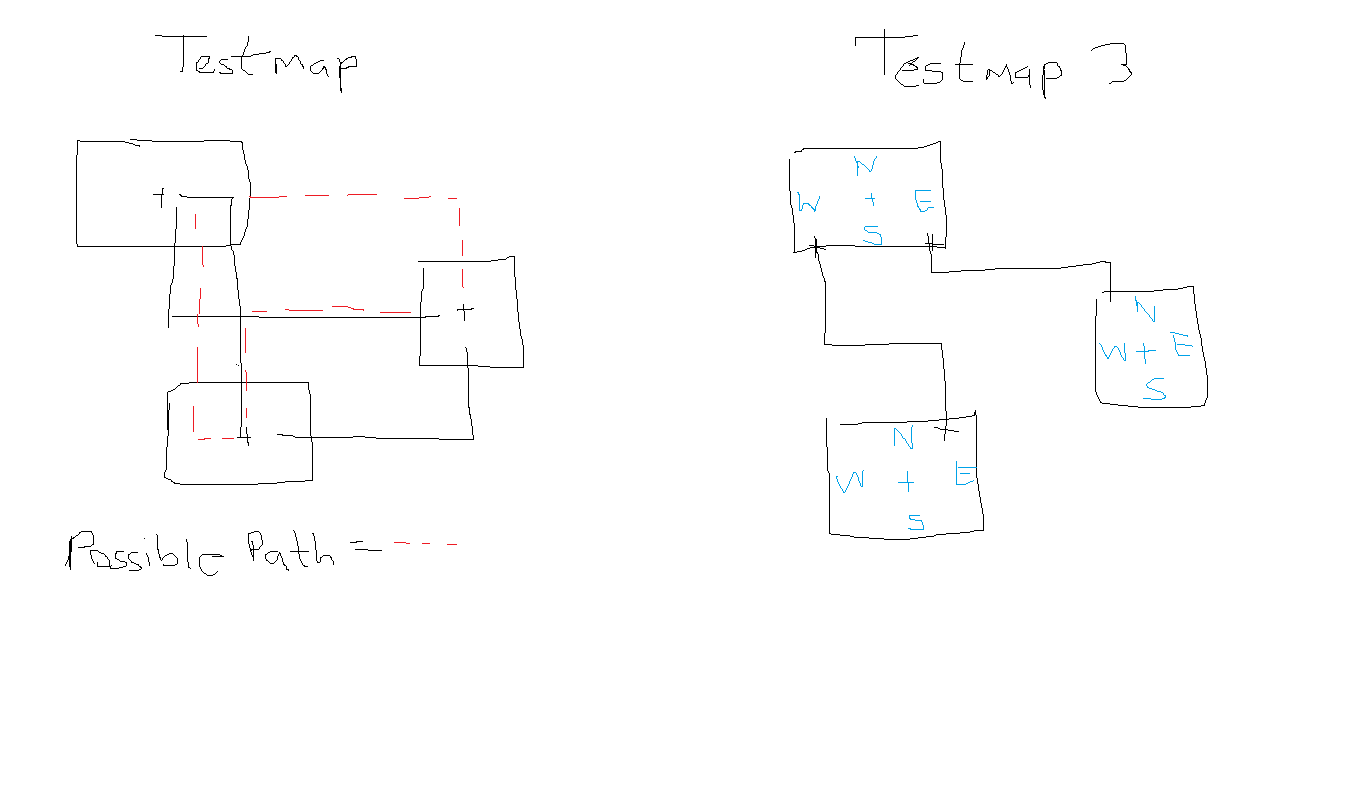 Testmap
Testmap 3
N
W + E
S
N
W + E
S
N
W + E
S
Possible Path = ---